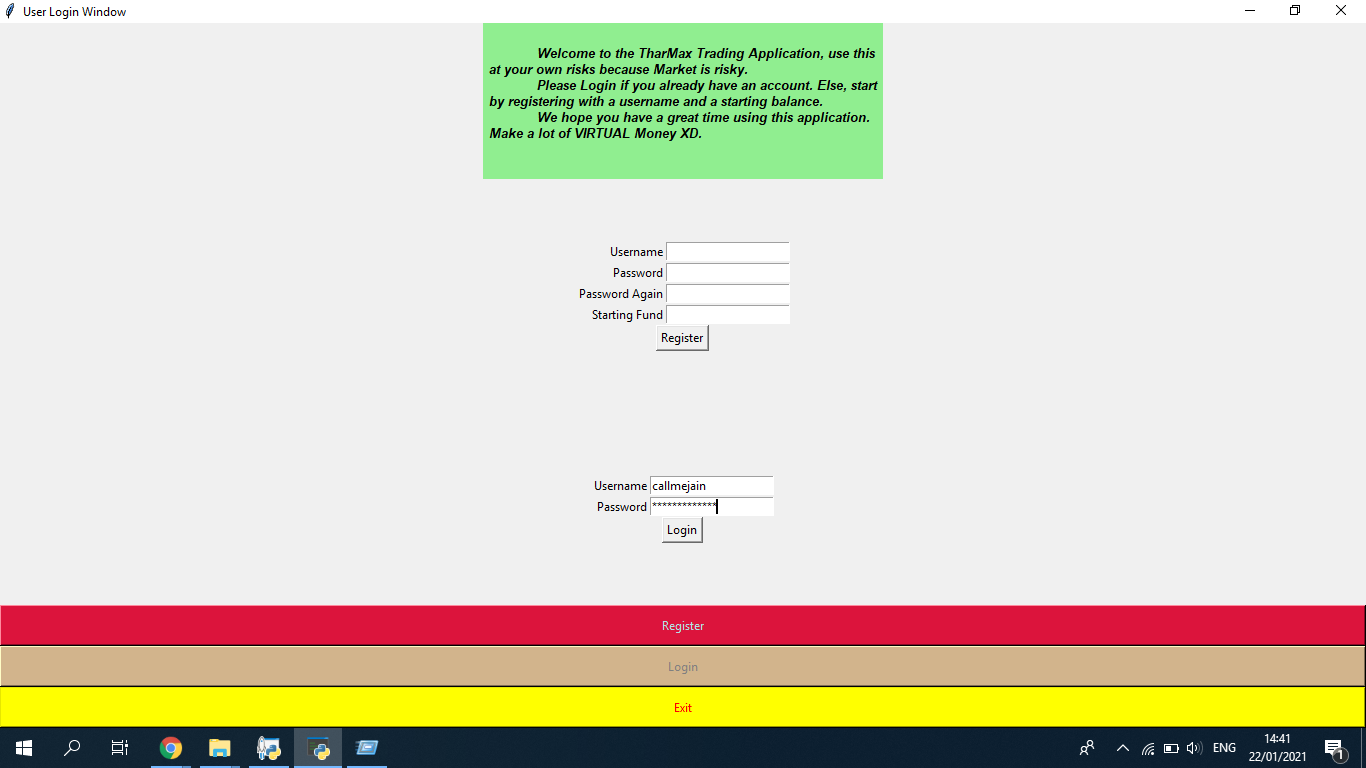 User Login Window
Welcome to the TharMax Trading Application, use this
at your own risks because Market is risky.
Please Login if you already have an account. Else, start
by registering with a username and a starting balance.
We hope you have a great time using this application.
Make a lot of VIRTUAL Money XD.
Username
Password
Password Again
Starting Fund
Register
Username callmejain
Password *************
Login
Register
Login
Exit
ENG
14:41
22/01/2021
1